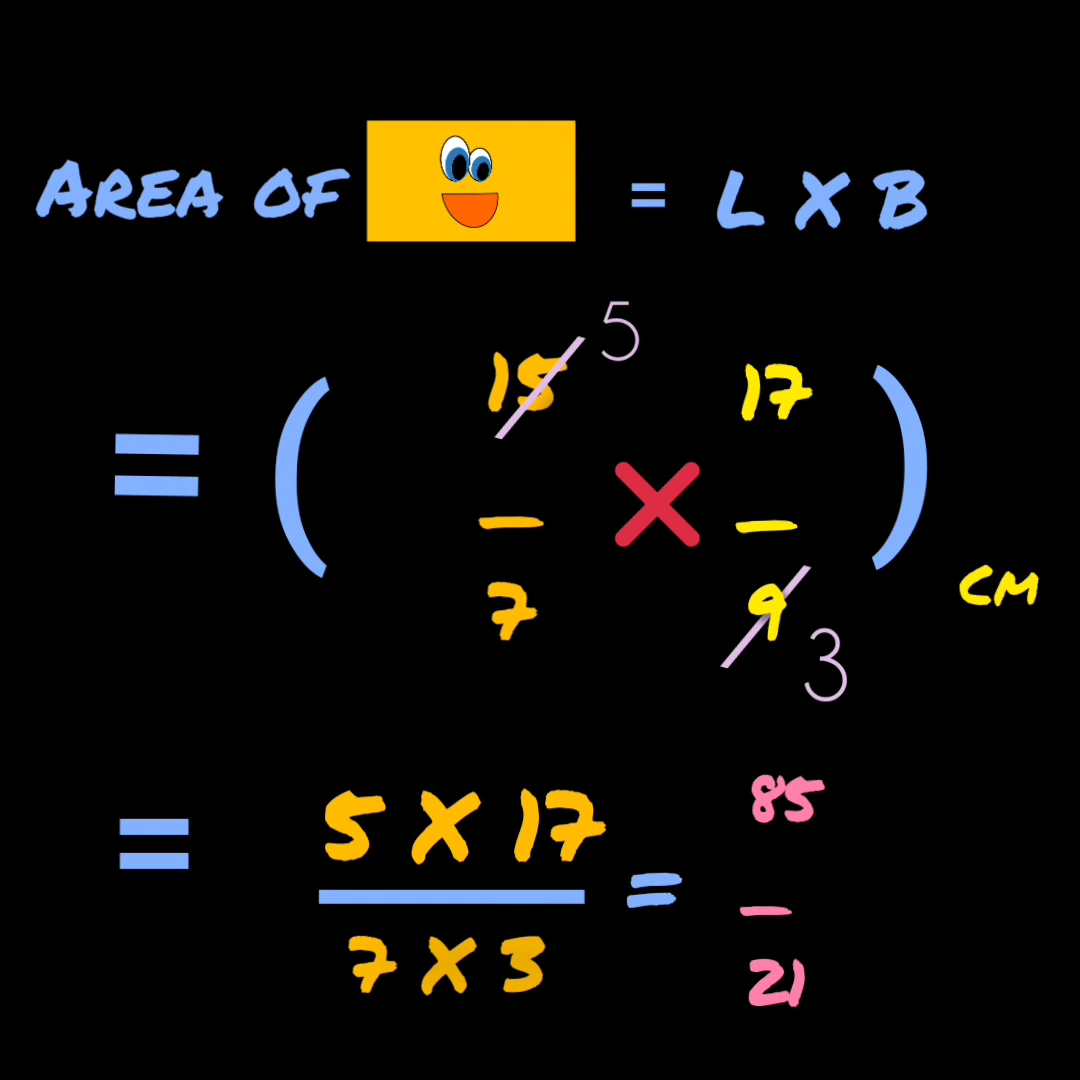 AREA OF = L X B
= ( 15/7 5 × 17/9 3 ) CM
= 5 X 17 / 7 X 3 = 85 / 21